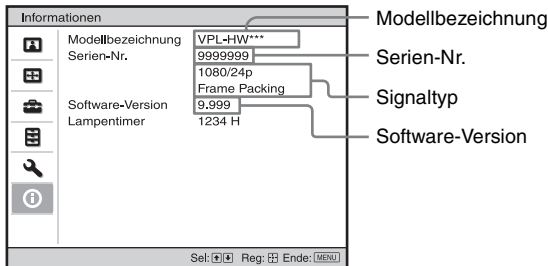 Informationen
Modellbezeichnung VPL-HW***
Serien-Nr. 9999999
1080/24p
Frame Packing
Software-Version 9.999
Lampentimer 1234 H
Sel: Reg: Ende: MENU
Modellbezeichnung
Serien-Nr.
Signaltyp
Software-Version